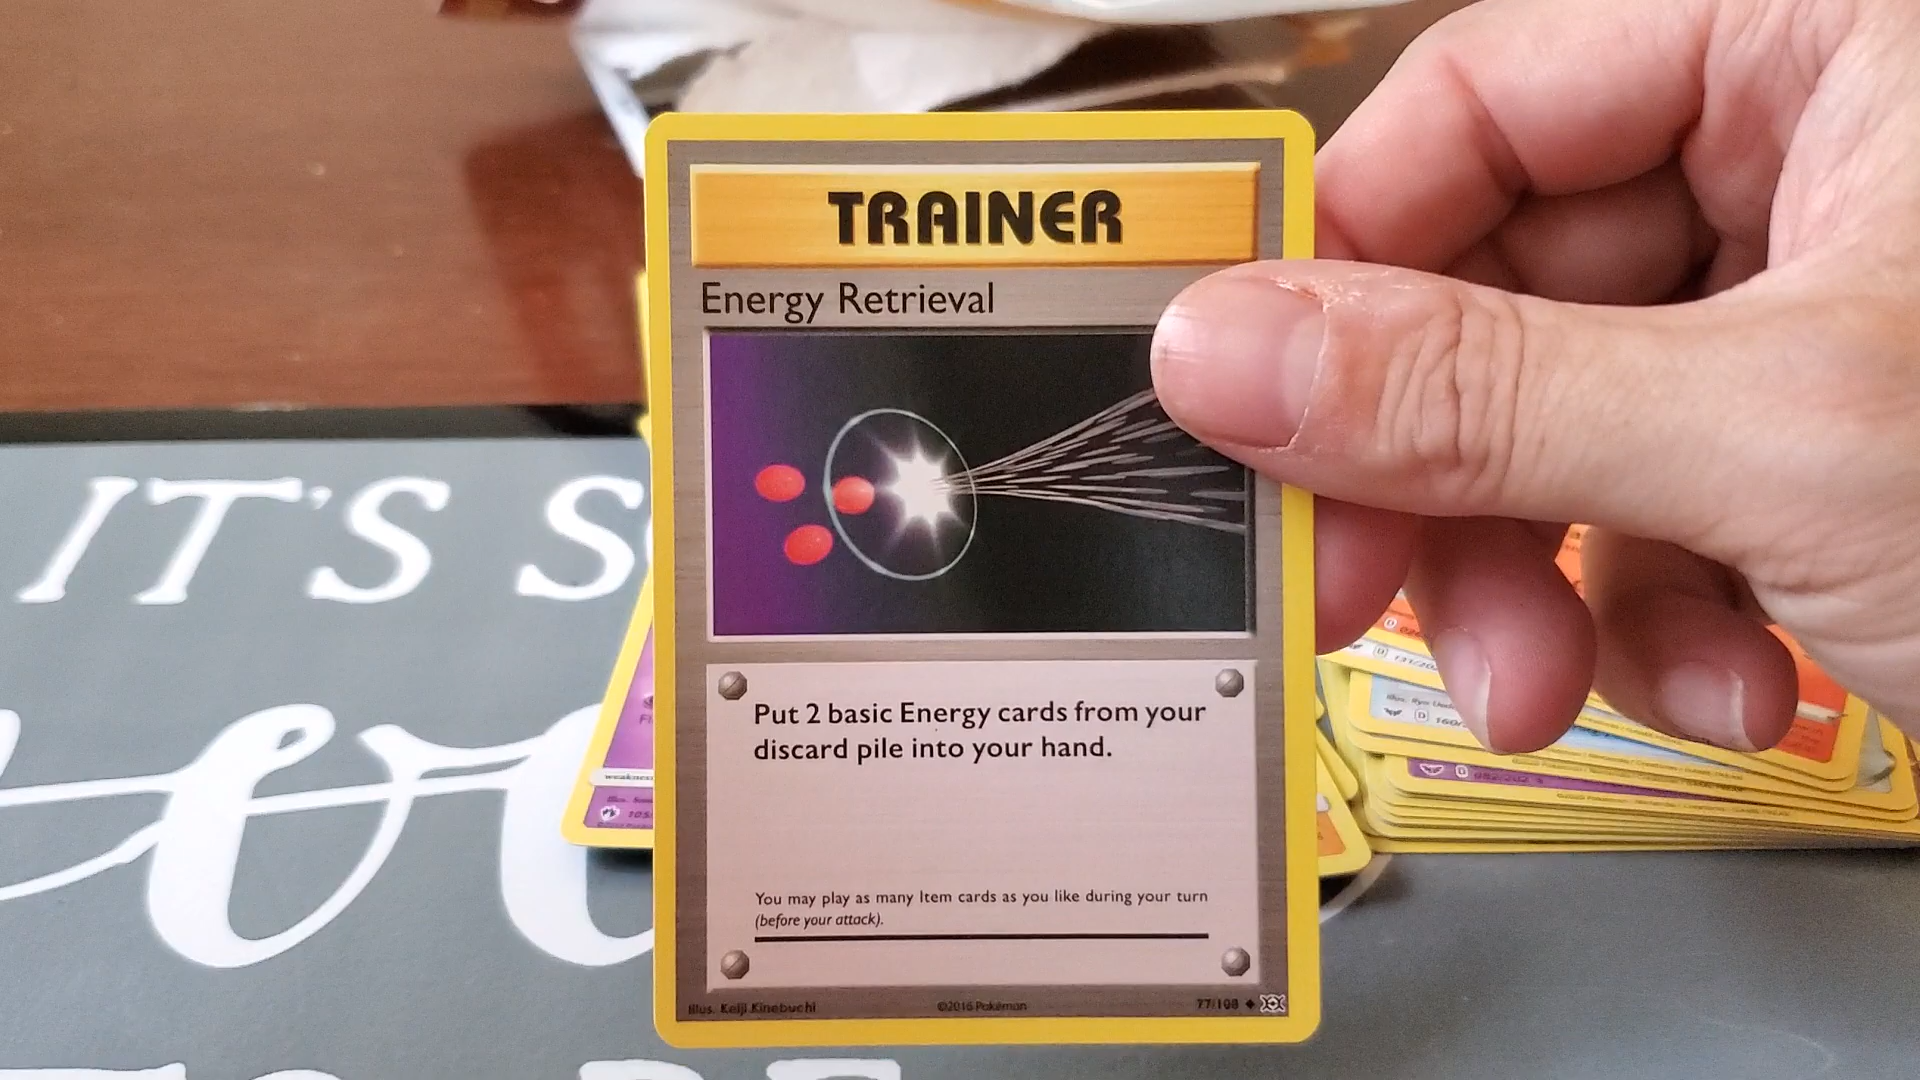 TRAINER
Energy Retrieval
Put 2 basic Energy cards from your
discard pile into your hand.
You may play as many Item cards as you like during your turn
(before your attack).
Illus. Keiji Kinebuchi ©2016 Pokémon 77/108
IT'S S
weakness